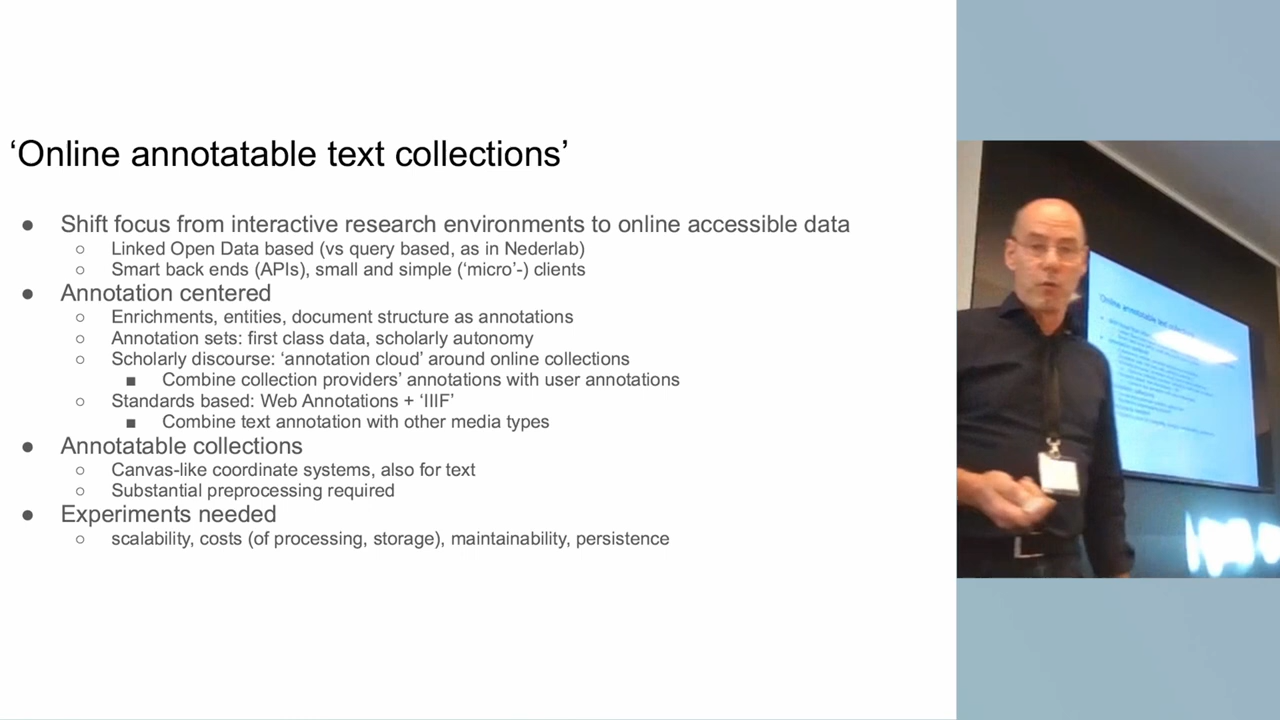 ‘Online annotatable text collections’
● Shift focus from interactive research environments to online accessible data
○ Linked Open Data based (vs query based, as in Nederlab)
○ Smart back ends (APIs), small and simple (‘micro’-) clients
● Annotation centered
○ Enrichments, entities, document structure as annotations
○ Annotation sets: first class data, scholarly autonomy
○ Scholarly discourse: ‘annotation cloud’ around online collections
■ Combine collection providers’ annotations with user annotations
○ Standards based: Web Annotations + ‘IIIF’
■ Combine text annotation with other media types
● Annotatable collections
○ Canvas-like coordinate systems, also for text
○ Substantial preprocessing required
● Experiments needed
○ scalability, costs (of processing, storage), maintainability, persistence
‘Online annotatable text